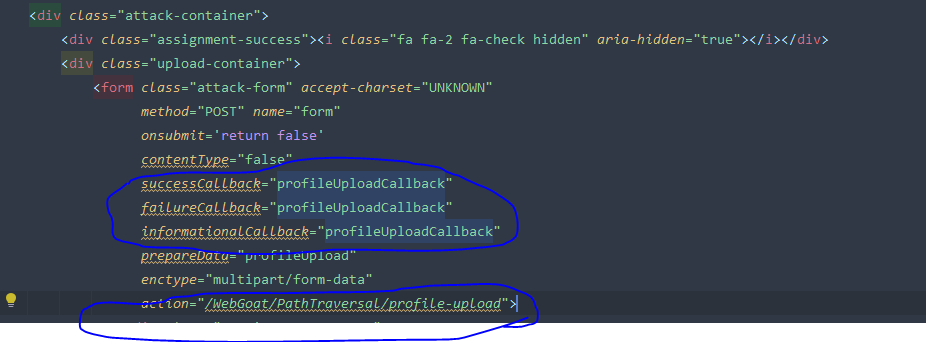 <div class="attack-container">
<div class="assignment-success"><i class="fa fa-2 fa-check hidden" aria-hidden="true"></i></div>
<div class="upload-container">
<form class="attack-form" accept-charset="UNKNOWN"
method="POST" name="form"
onsubmit='return false'
contentType="false"
successCallback="profileUploadCallback"
failureCallback="profileUploadCallback"
informationalCallback="profileUploadCallback"
prepareData="profileUpload"
enctype="multipart/form-data"
action="/WebGoat/PathTraversal/profile-upload">